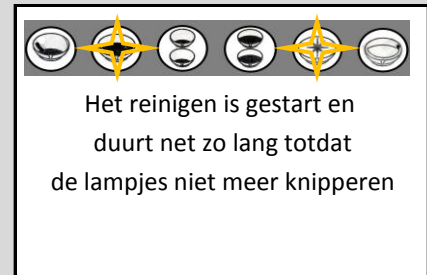 Het reinigen is gestart en
duurt net zo lang totdat
de lampjes niet meer knipperen